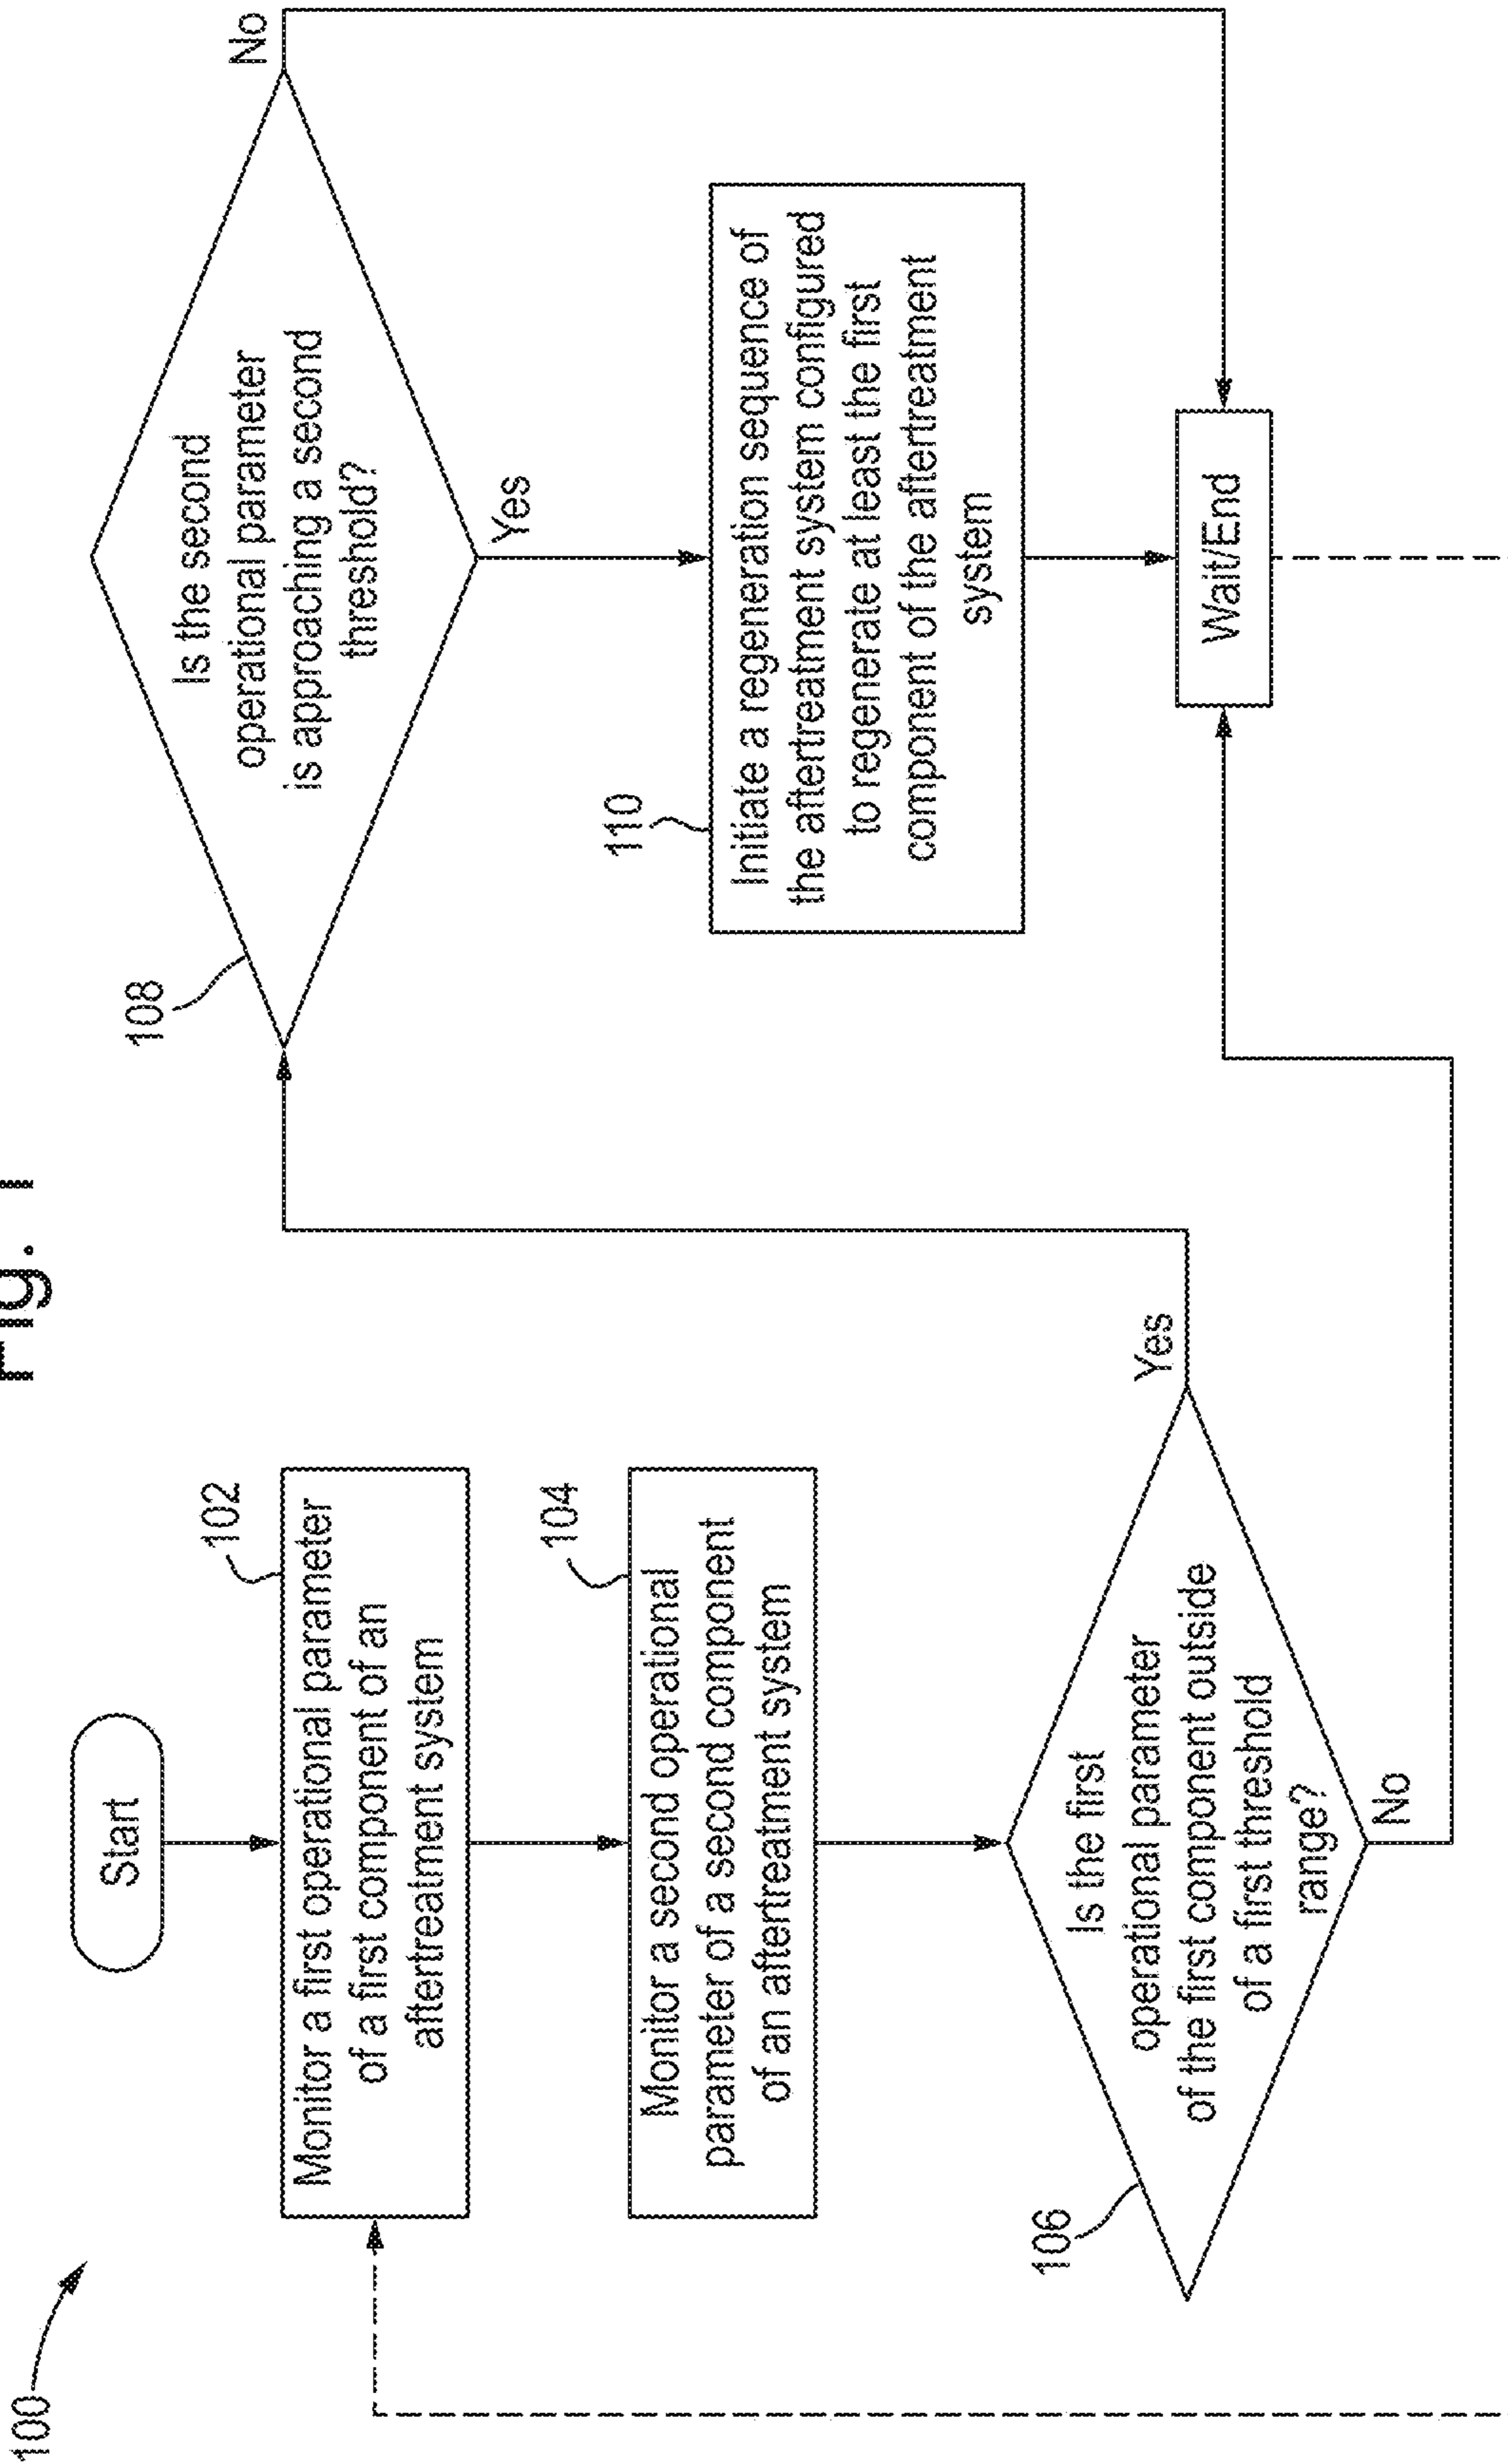 Fig. 1
100
Start
102
Monitor a first operational parameter
of a first component of an
aftertreatment system
104
Monitor a second operational
parameter of a second component
of an aftertreatment system
106
Is the first
operational parameter
of the first component outside
of a first threshold
range?
Yes
No
108
Is the second
operational parameter
is approaching a second
threshold?
No
Yes
110
Initiate a regeneration sequence of
the aftertreatment system configured
to regenerate at least the first
component of the aftertreatment
system
Wait/End